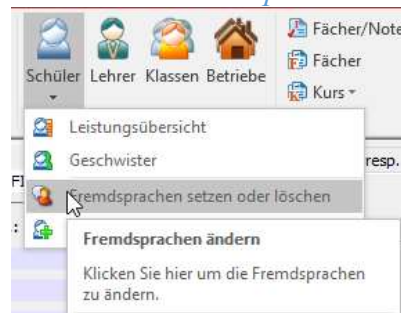 Fächer/Note
Schüler Lehrer Klassen Betriebe
Fächer
Kurs
Leistungsübersicht
Geschwister
resp.
Fremdsprachen setzen oder löschen
Fremdsprachen ändern
Klicken Sie hier um die Fremdsprachen
zu ändern.